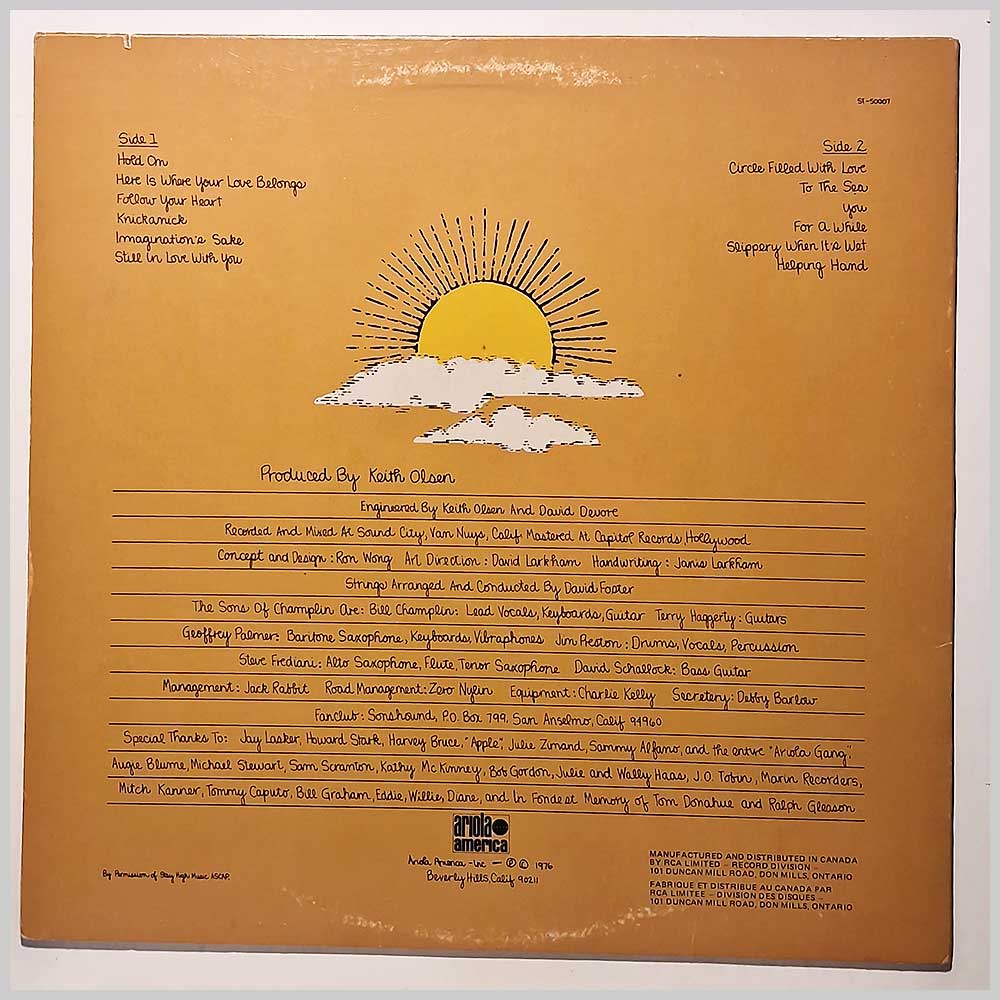 ST-50007
Side 1
Hold On
Here Is Where Your Love Belongs
Follow Your Heart
Knickanick
Imagination's Sake
Still In Love With You
Side 2
Circle Filled With Love
To The Sea
You
For A While
Slippery When It's Wet
Helping Hand
Produced By Keith Olsen
Engineered By Keith Olsen And David Devore
Recorded And Mixed At Sound City, Van Nuys, Calif Mastered At Capitol Records, Hollywood
Concept and Design : Ron Wong Art Direction : David Larkham Handwriting : Janis Larkham
Strings Arranged And Conducted By David Foster
The Sons Of Champlin Are: Bill Champlin: Lead Vocals, Keyboards, Guitar Terry Haggerty: Guitars
Geoffrey Palmer: Baritone Saxophone, Keyboards, Vibraphones Jim Preston : Drums, Vocals, Percussion
Steve Frediani: Alto Saxophone, Flute, Tenor Saxophone David Schallock: Bass Guitar
Management: Jack Rabbit Road Management: Zero Nylin Equipment: Charlie Kelly Secretery: Debby Barlow
Fanclub: Sonshound, P.O. Box 799, San Anselmo, Calif 94960
Special Thanks To: Jay Lasker, Howard Stark, Harvey Bruce, "Apple", Julie Zimand, Sammy Alfano, and the entire "Ariola Gang".
Augie Blume, Michael Stewart, Sam Scranton, Kathy McKinney, Bob Gordon, Julie and Wally Haas, J.O. Tobin, Marin Recorders,
Mitch Kanner, Tommy Caputo, Bill Graham, Eddie, Willie, Diane, and In Fondest Memory of Tom Donahue and Ralph Gleason
ariola
america
Ariola America - Inc — Ⓟ © 1976
Beverly Hills, Calif 90211
By Permission of Stay High Music ASCAP.
MANUFACTURED AND DISTRIBUTED IN CANADA
BY RCA LIMITED – RECORD DIVISION –
101 DUNCAN MILL ROAD, DON MILLS, ONTARIO
FABRIQUE ET DISTRIBUE AU CANADA PAR
RCA LIMITEE – DIVISION DES DISQUES –
101 DUNCAN MILL ROAD, DON MILLS, ONTARIO